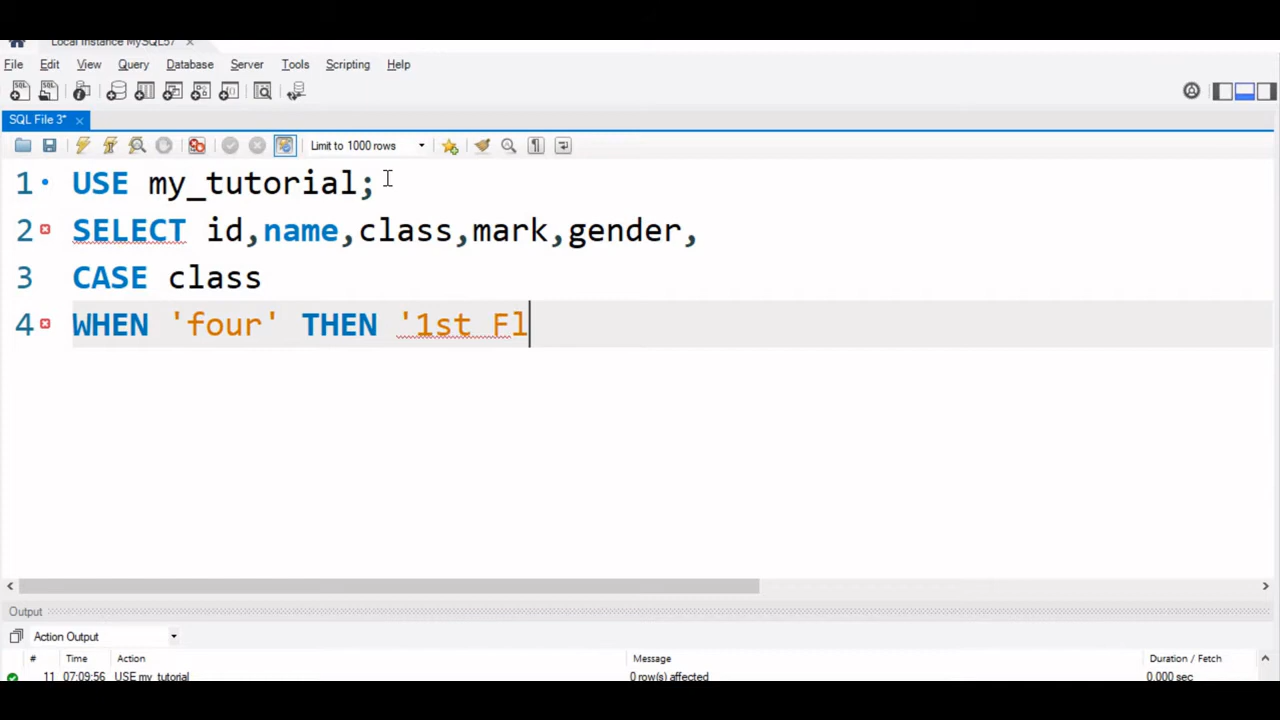 Local Instance MySQL57 ×
File Edit View Query Database Server Tools Scripting Help
SQL File 3* ×
Limit to 1000 rows
1 USE my_tutorial;
2 SELECT id,name,class,mark,gender,
3 CASE class
4 WHEN 'four' THEN '1st Fl
Output
Action Output
# Time Action Message Duration / Fetch
11 07:09:56 USE my_tutorial 0 row(s) affected 0.000 sec